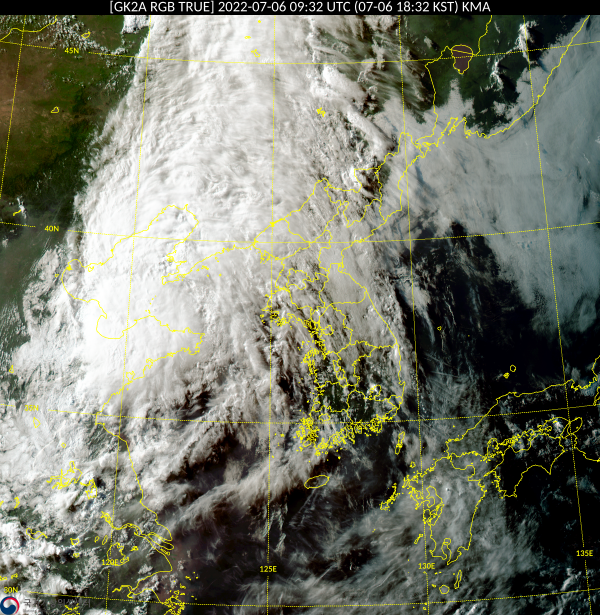 [GK2A RGB TRUE] 2022-07-06 09:32 UTC (07-06 18:32 KST) KMA
45N
40N
135E
120E
125E
130E
30N